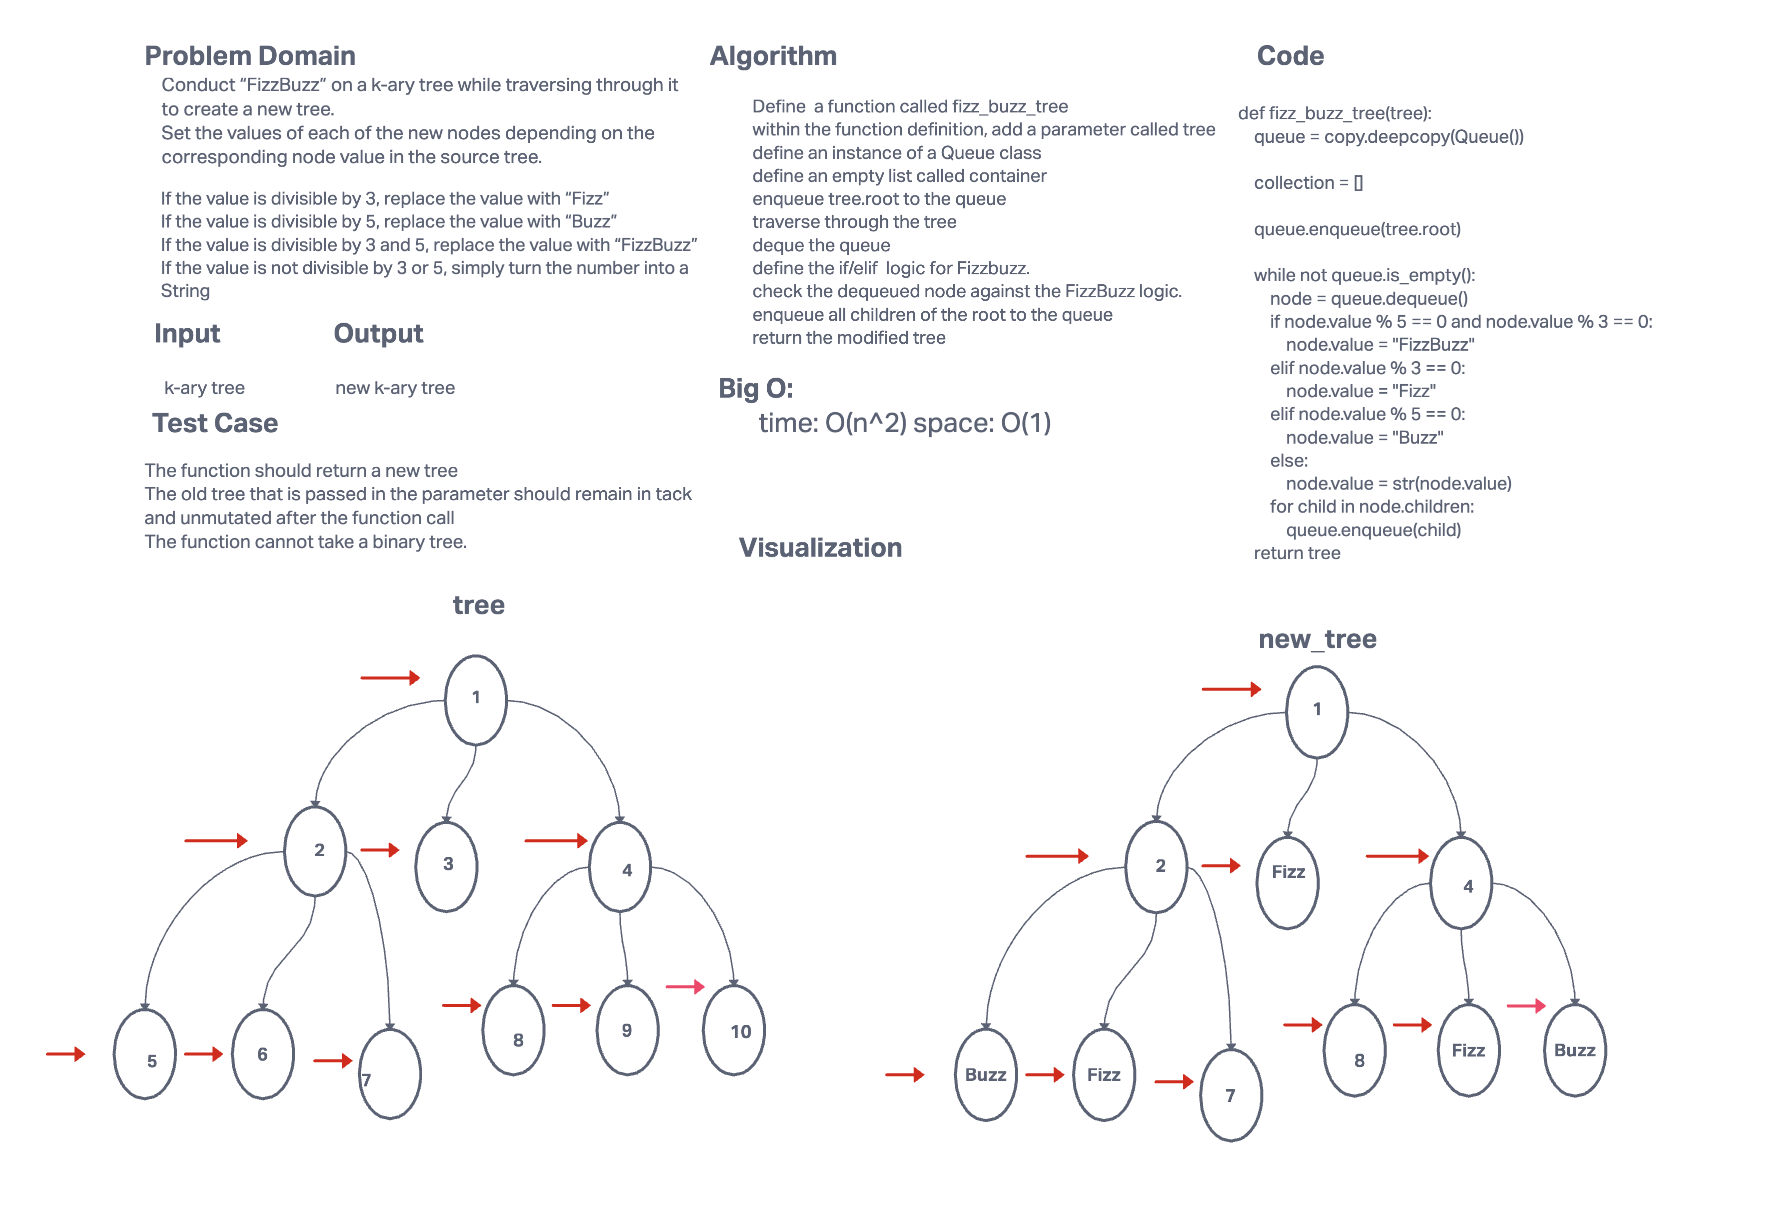 Problem Domain
Conduct “FizzBuzz” on a k-ary tree while traversing through it
to create a new tree.
Set the values of each of the new nodes depending on the
corresponding node value in the source tree.
If the value is divisible by 3, replace the value with “Fizz”
If the value is divisible by 5, replace the value with “Buzz”
If the value is divisible by 3 and 5, replace the value with “FizzBuzz”
If the value is not divisible by 3 or 5, simply turn the number into a
String
Input
Output
k-ary tree
new k-ary tree
Test Case
The function should return a new tree
The old tree that is passed in the parameter should remain in tack
and unmutated after the function call
The function cannot take a binary tree.
Algorithm
Define  a function called fizz_buzz_tree
within the function definition, add a parameter called tree
define an instance of a Queue class
define an empty list called container
enqueue tree.root to the queue
traverse through the tree
deque the queue
define the if/elif  logic for Fizzbuzz.
check the dequeued node against the FizzBuzz logic.
enqueue all children of the root to the queue
return the modified tree
Big O:
time: O(n^2) space: O(1)
Code
def fizz_buzz_tree(tree):
queue = copy.deepcopy(Queue())
collection = []
queue.enqueue(tree.root)
while not queue.is_empty():
node = queue.dequeue()
if node.value % 5 == 0 and node.value % 3 == 0:
node.value = "FizzBuzz"
elif node.value % 3 == 0:
node.value = "Fizz"
elif node.value % 5 == 0:
node.value = "Buzz"
else:
node.value = str(node.value)
for child in node.children:
queue.enqueue(child)
return tree
Visualization
tree
1
2
3
4
5
6
7
8
9
10
new_tree
1
2
Fizz
4
Buzz
Fizz
7
8
Fizz
Buzz